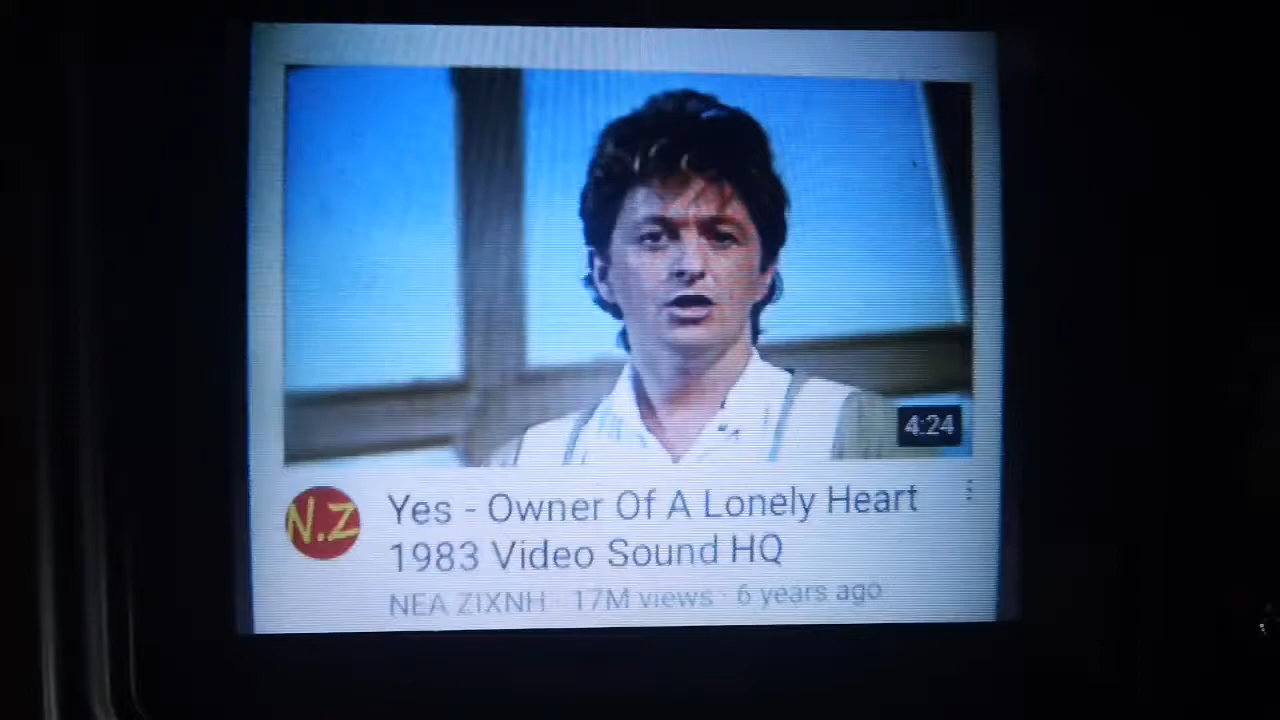 4:24
N.Z
Yes - Owner Of A Lonely Heart
1983 Video Sound HQ
NEA ZIXNH · 17M views · 6 years ago